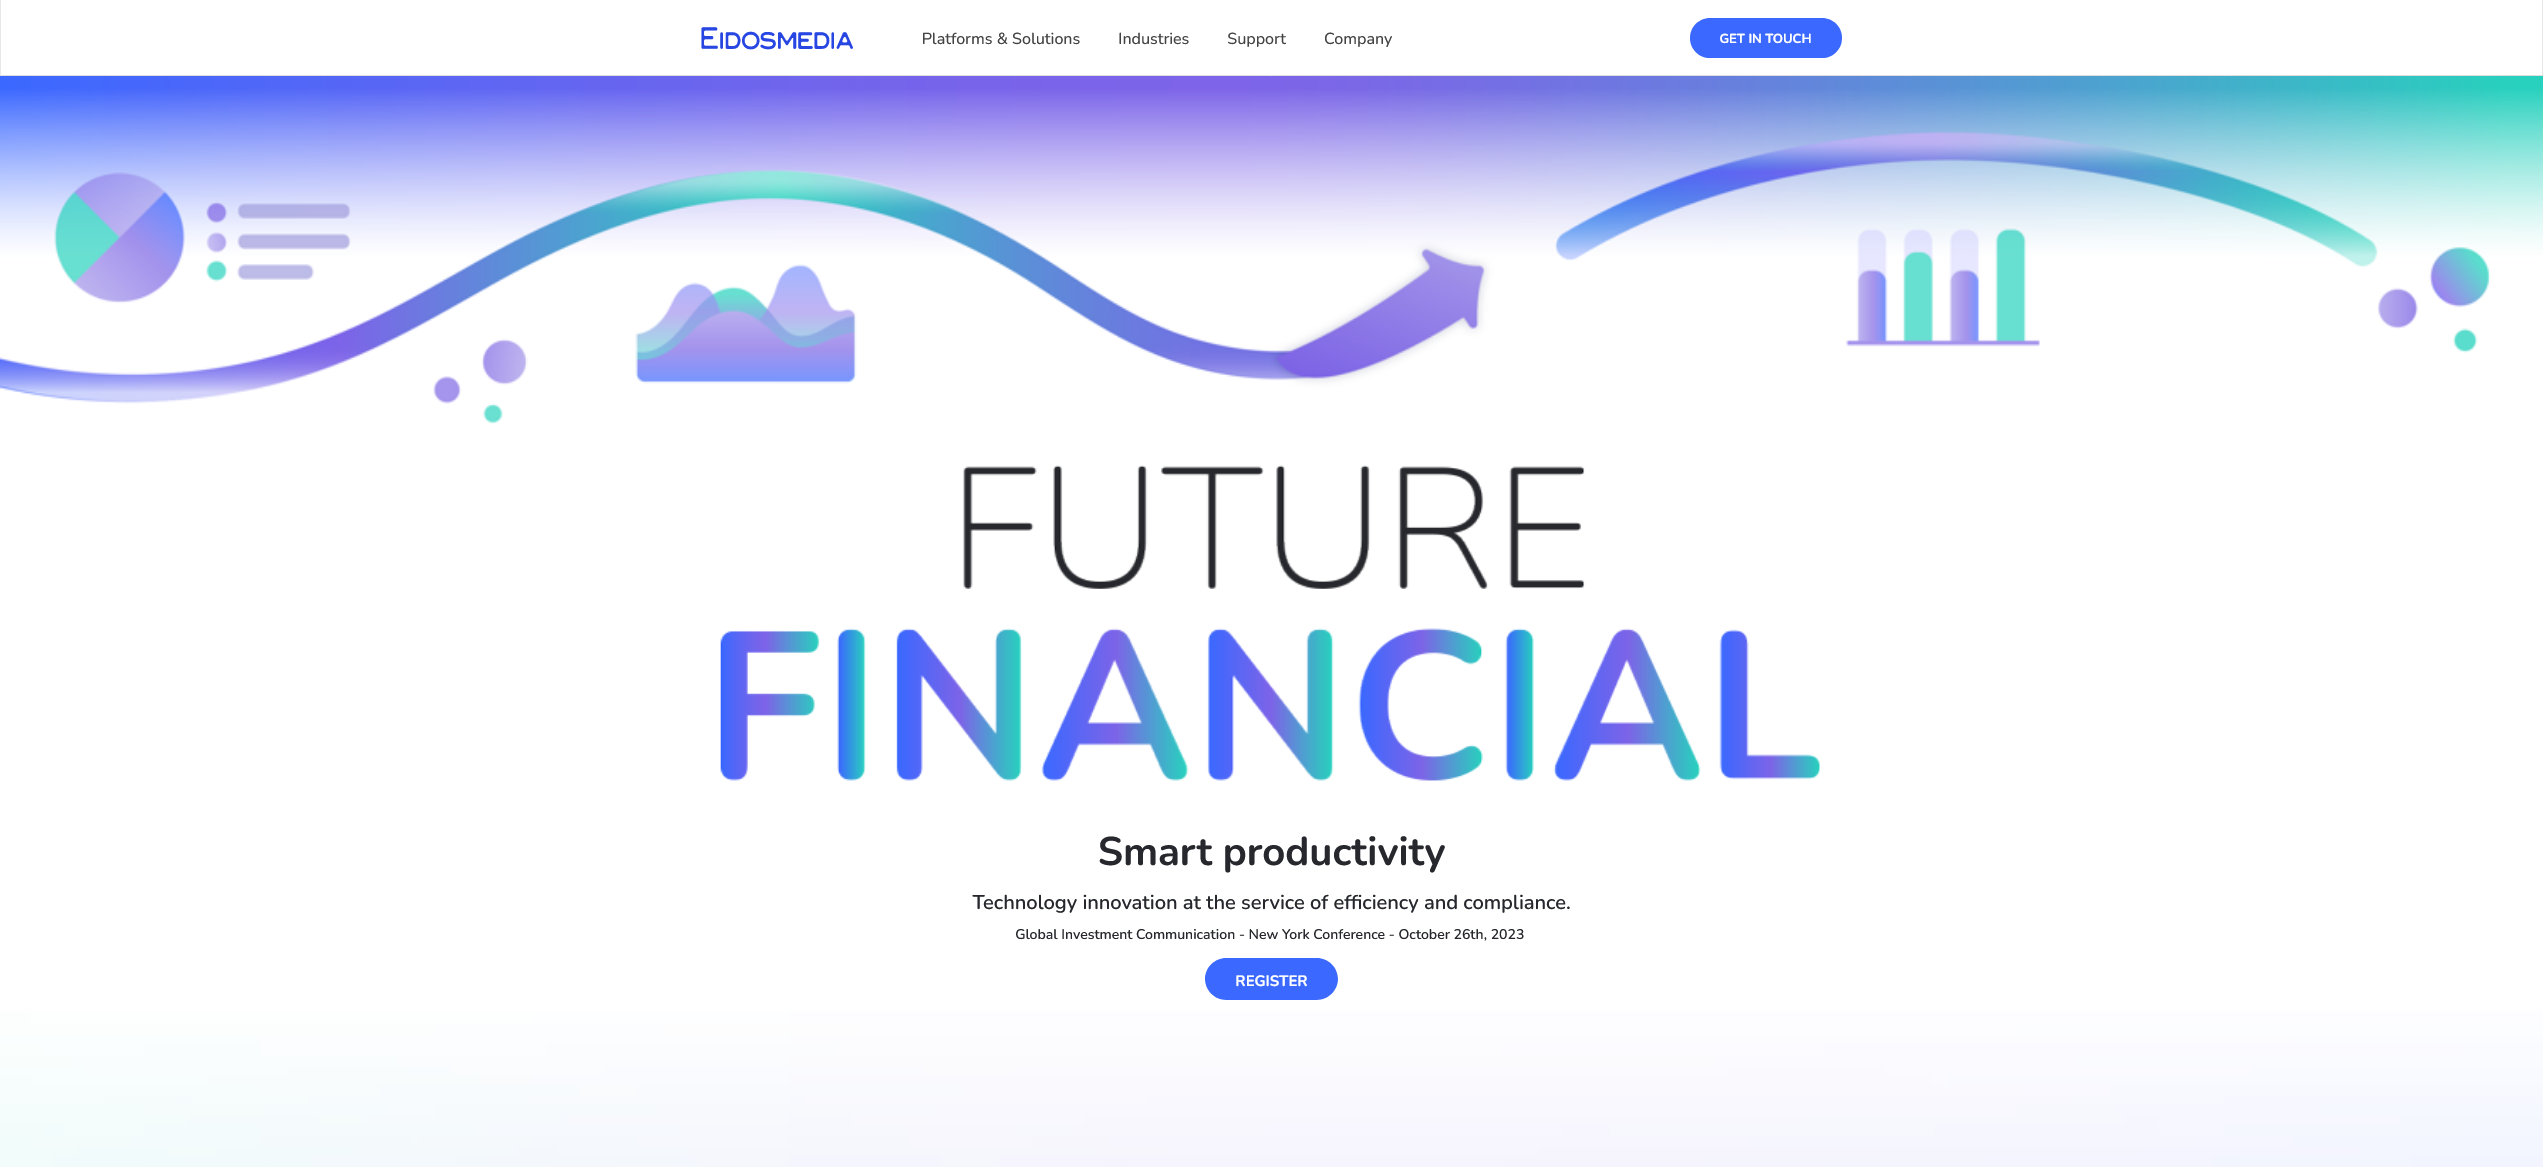 EIDOSMEDIA
Platforms & Solutions
Industries
Support
Company
GET IN TOUCH
FUTURE
FINANCIAL
Smart productivity
Technology innovation at the service of efficiency and compliance.
Global Investment Communication - New York Conference - October 26th, 2023
REGISTER